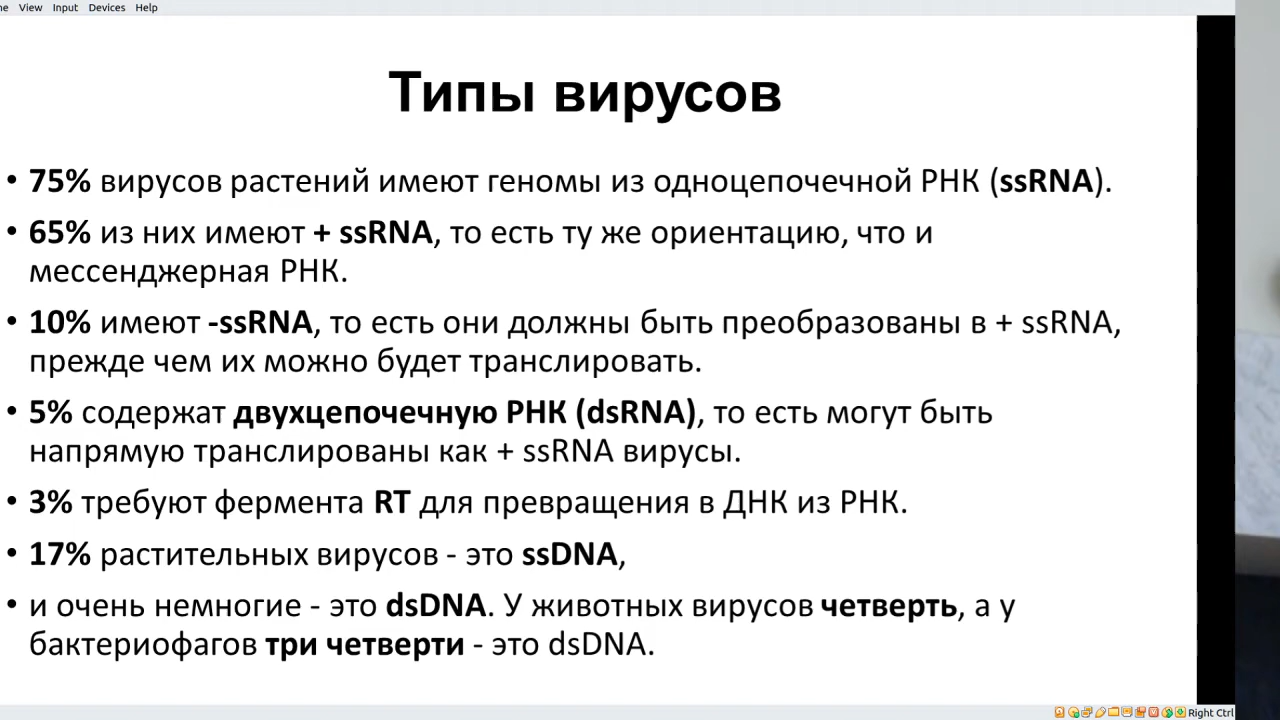 View Input Devices Help
Типы вирусов
• 75% вирусов растений имеют геномы из одноцепочечной РНК (ssRNA).
• 65% из них имеют + ssRNA, то есть ту же ориентацию, что и
мессенджерная РНК.
• 10% имеют -ssRNA, то есть они должны быть преобразованы в + ssRNA,
прежде чем их можно будет транслировать.
• 5% содержат двухцепочечную РНК (dsRNA), то есть могут быть
напрямую транслированы как + ssRNA вирусы.
• 3% требуют фермента RT для превращения в ДНК из РНК.
• 17% растительных вирусов - это ssDNA,
• и очень немногие - это dsDNA. У животных вирусов четверть, а у
бактериофагов три четверти - это dsDNA.
Right Ctrl